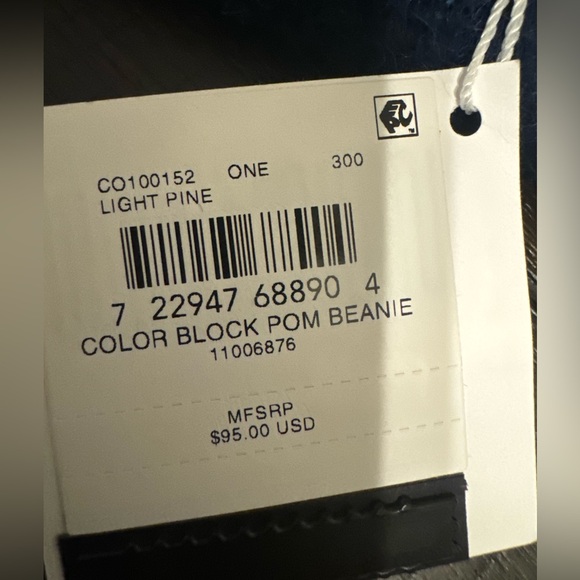 CO100152 ONE 300
LIGHT PINE
7 22947 68890 4
COLOR BLOCK POM BEANIE
11006876
MFSRP
$95.00 USD